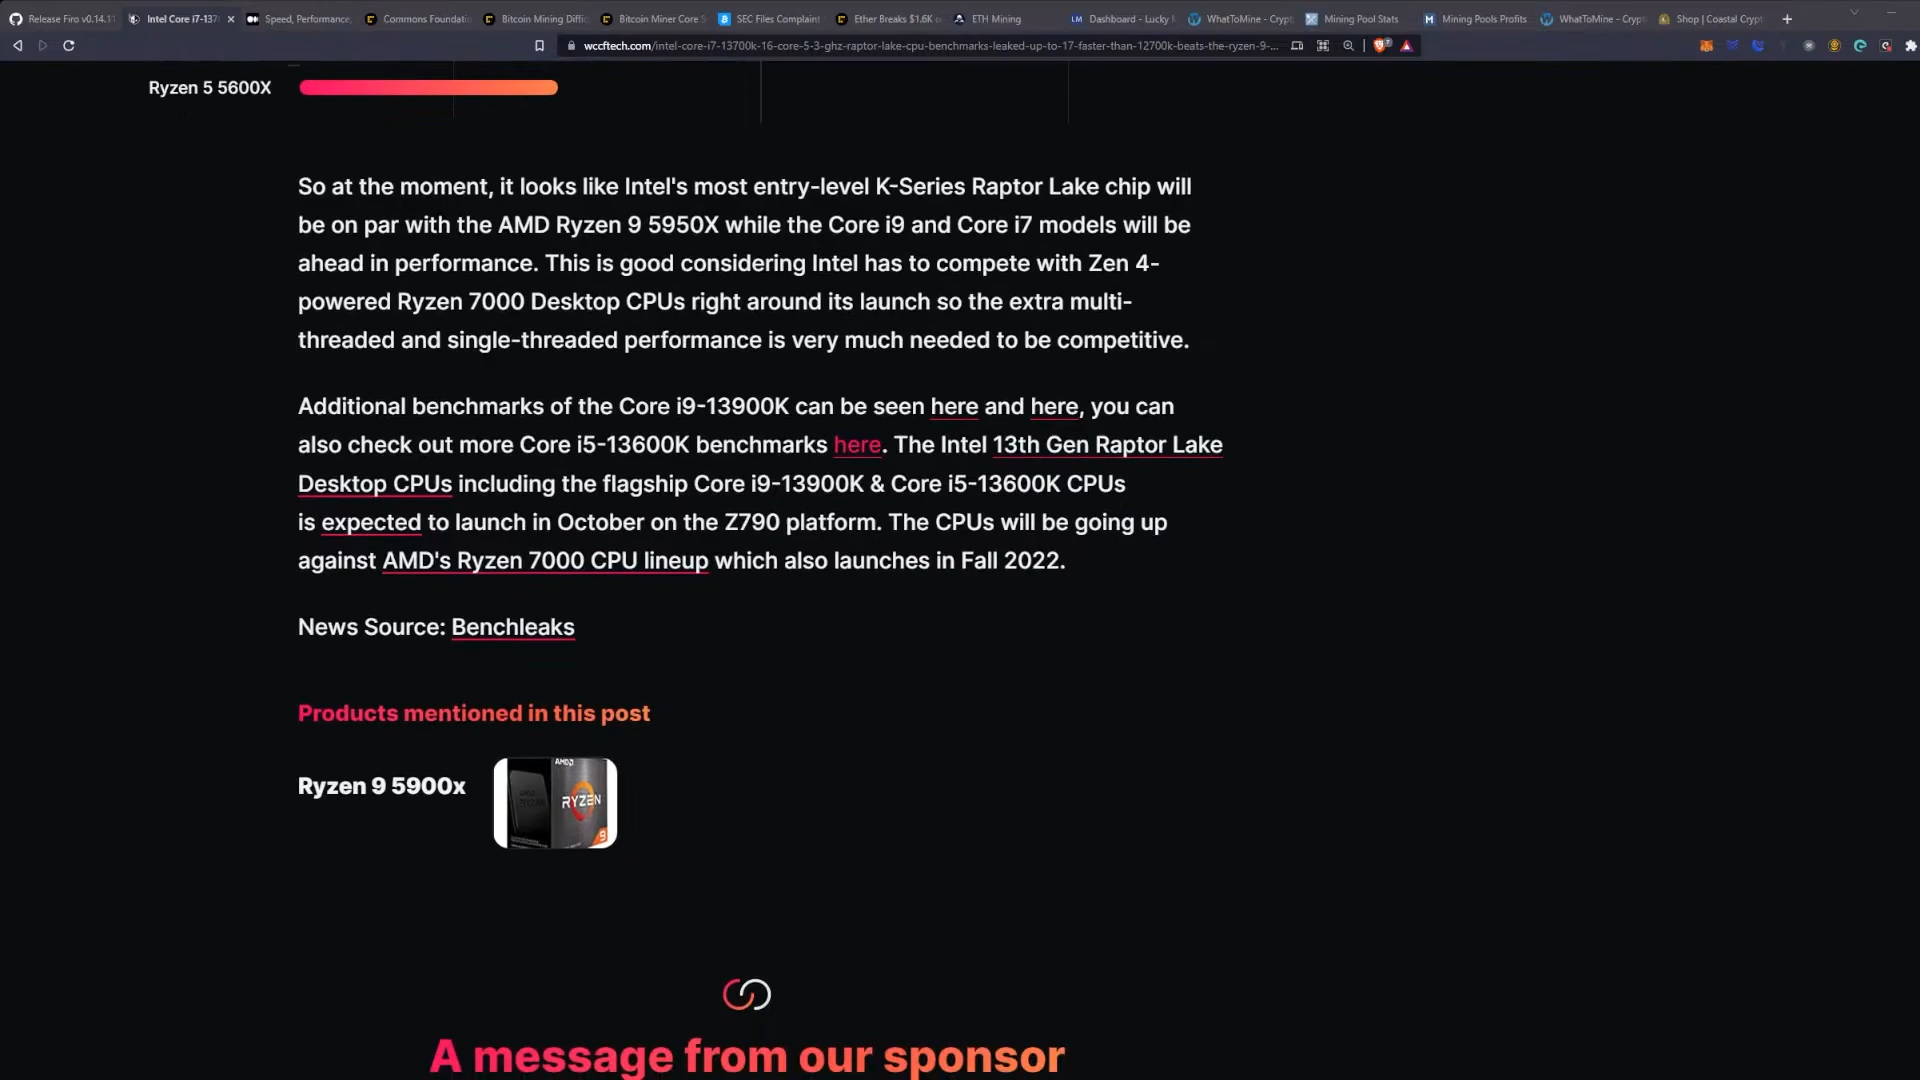 Release Firo v0.14.11
Intel Core i7-137
Speed, Performance,
Commons Foundatio
Bitcoin Mining Diffic
Bitcoin Miner Core S
SEC Files Complaint
Ether Breaks $1.6K
ETH Mining
LM Dashboard - Lucky
WhatToMine - Crypt
Mining Pool Stats
M Mining Pools Profits
WhatToMine - Crypt
Shop | Coastal Crypt
wccftech.com/intel-core-i7-13700k-16-core-5-3-ghz-raptor-lake-cpu-benchmarks-leaked-up-to-17-faster-than-12700k-beats-the-ryzen-9-...
Ryzen 5 5600X
So at the moment, it looks like Intel's most entry-level K-Series Raptor Lake chip will
be on par with the AMD Ryzen 9 5950X while the Core i9 and Core i7 models will be
ahead in performance. This is good considering Intel has to compete with Zen 4-
powered Ryzen 7000 Desktop CPUs right around its launch so the extra multi-
threaded and single-threaded performance is very much needed to be competitive.
Additional benchmarks of the Core i9-13900K can be seen here and here, you can
also check out more Core i5-13600K benchmarks here. The Intel 13th Gen Raptor Lake
Desktop CPUs including the flagship Core i9-13900K & Core i5-13600K CPUs
is expected to launch in October on the Z790 platform. The CPUs will be going up
against AMD's Ryzen 7000 CPU lineup which also launches in Fall 2022.
News Source: Benchleaks
Products mentioned in this post
Ryzen 9 5900x
AMD
RYZEN
9
A message from our sponsor